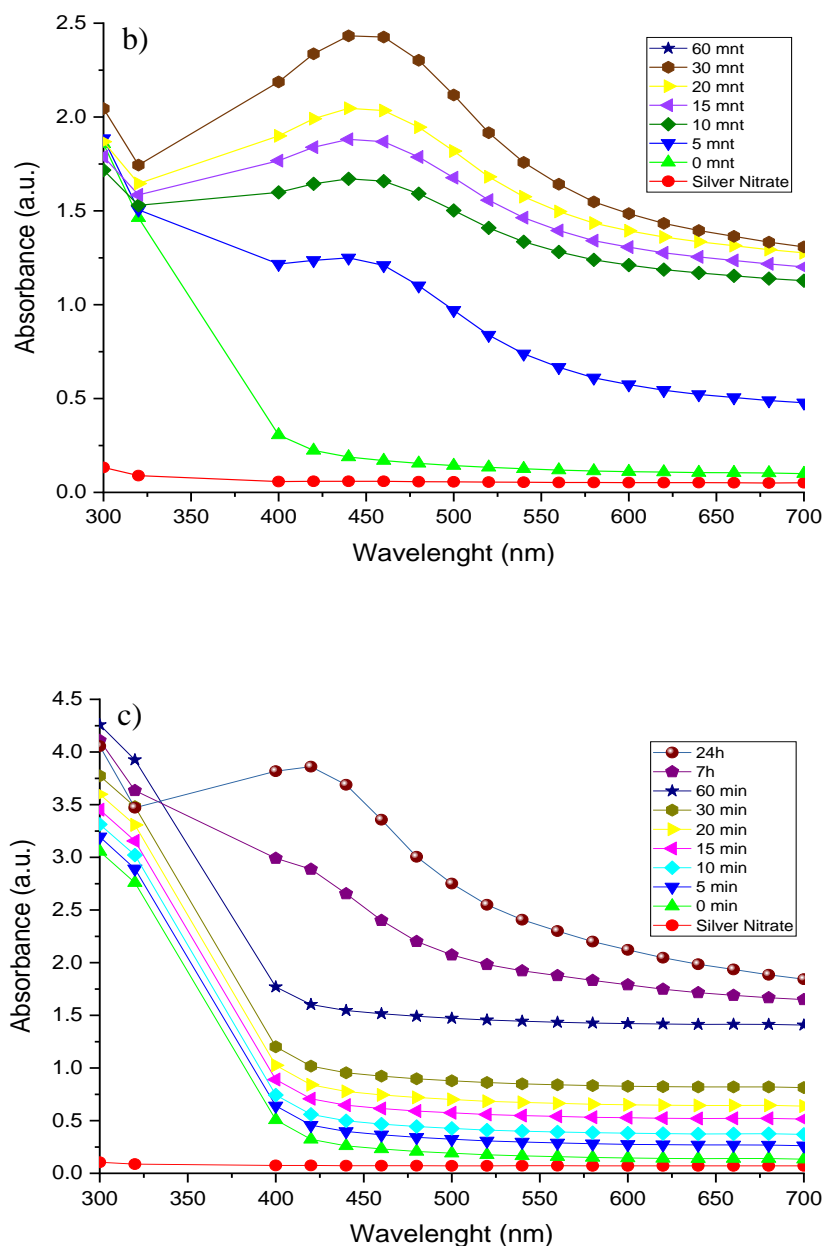 b)
2.5
2.0
1.5
1.0
0.5
0.0
Absorbance (a.u.)
60 mnt
30 mnt
20 mnt
15 mnt
10 mnt
5 mnt
0 mnt
Silver Nitrate
300 350 400 450 500 550 600 650 700
Wavelenght (nm)
c)
4.5
4.0
3.5
3.0
2.5
2.0
1.5
1.0
0.5
0.0
Absorbance (a.u.)
24h
7h
60 min
30 min
20 min
15 min
10 min
5 min
0 min
Silver Nitrate
300 350 400 450 500 550 600 650 700
Wavelenght (nm)